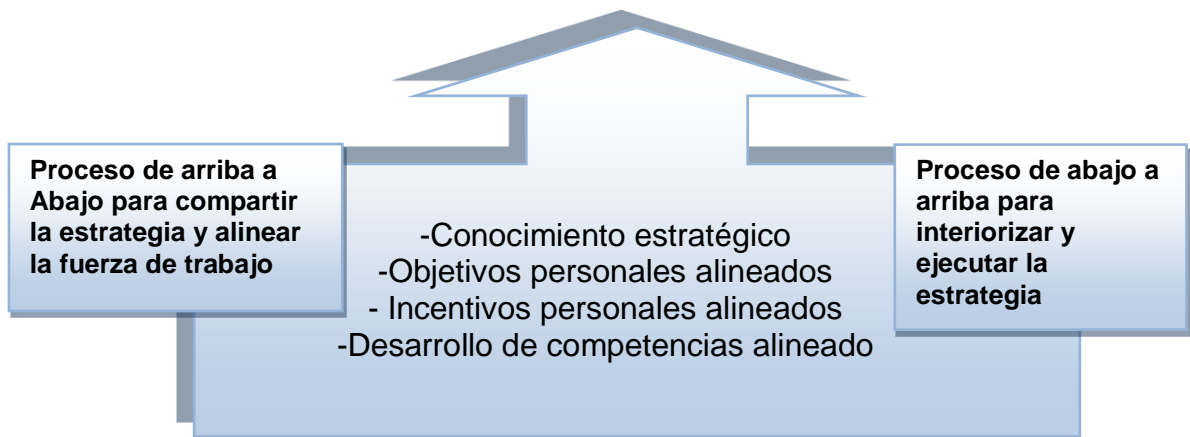 Proceso de arriba a
Abajo para compartir
la estrategia y alinear
la fuerza de trabajo
-Conocimiento estratégico
-Objetivos personales alineados
- Incentivos personales alineados
-Desarrollo de competencias alineado
Proceso de abajo a
arriba para
interiorizar y
ejecutar la
estrategia